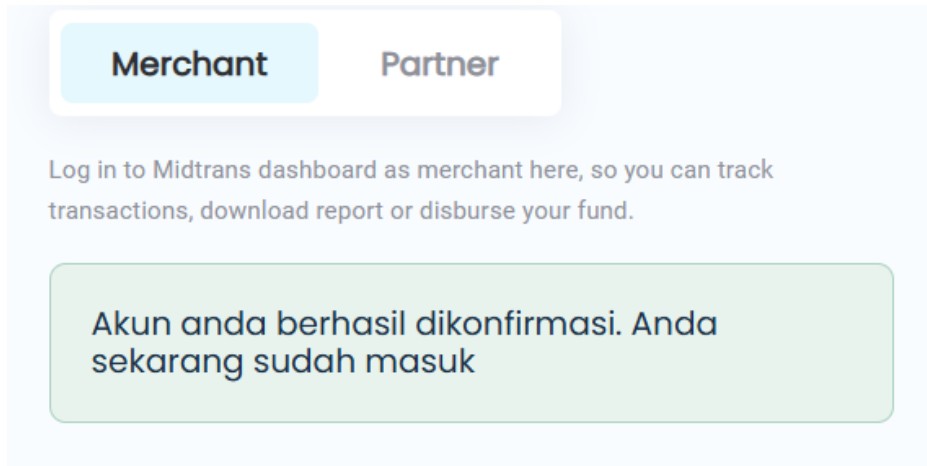 Merchant Partner
Log in to Midtrans dashboard as merchant here, so you can track
transactions, download report or disburse your fund.
Akun anda berhasil dikonfirmasi. Anda
sekarang sudah masuk